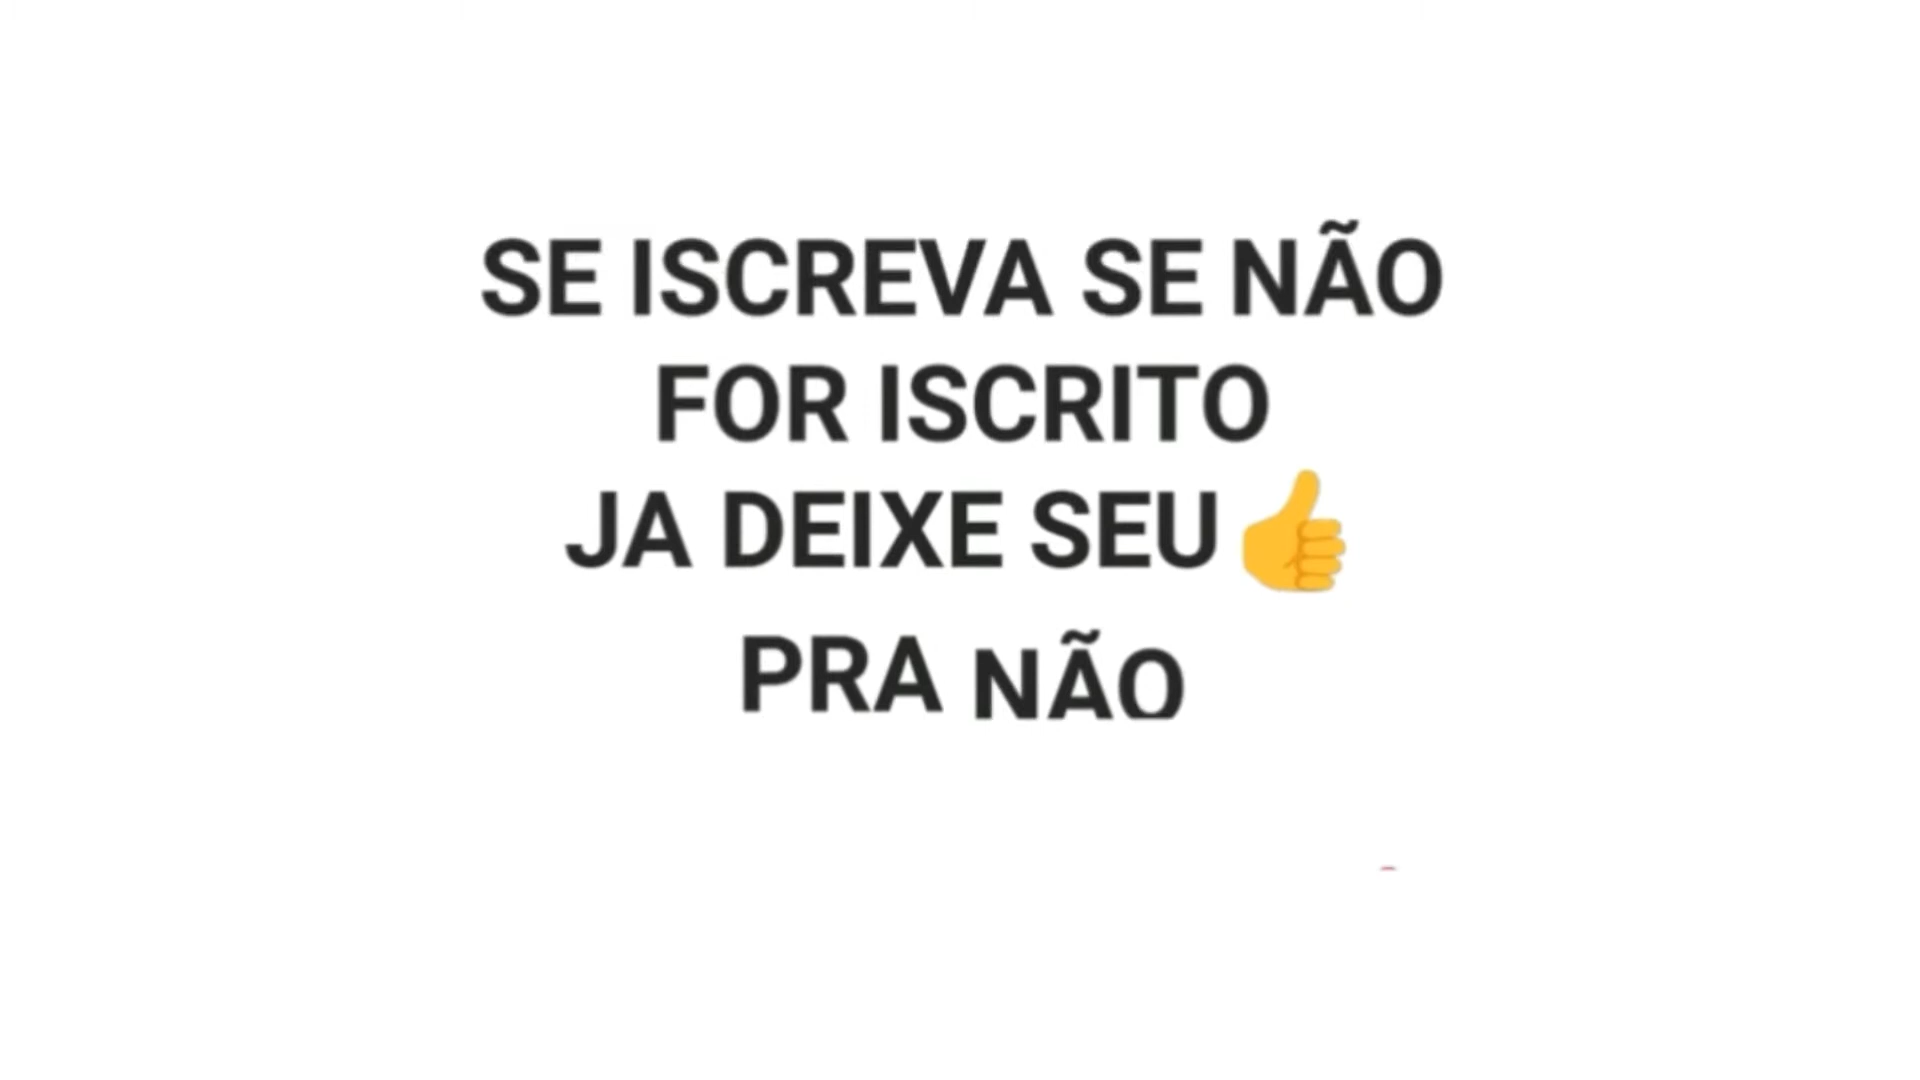 SE ISCREVA SE NÃO
FOR ISCRITO
JA DEIXE SEU👍
PRA NÃO